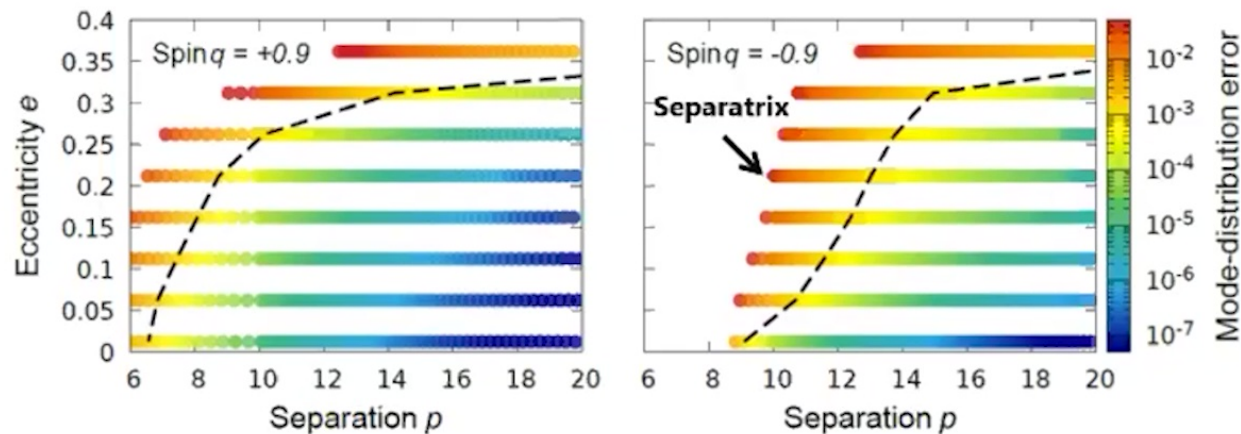 0.4
0.35
0.3
0.25
0.2
0.15
0.1
0.05
0
Eccentricity e
Spin q = +0.9
6 8 10 12 14 16 18 20
Separation p
Spin q = -0.9
Separatrix
6 8 10 12 14 16 18 20
Separation p
10-2
10-3
10-4
10-5
10-6
10-7
Mode-distribution error